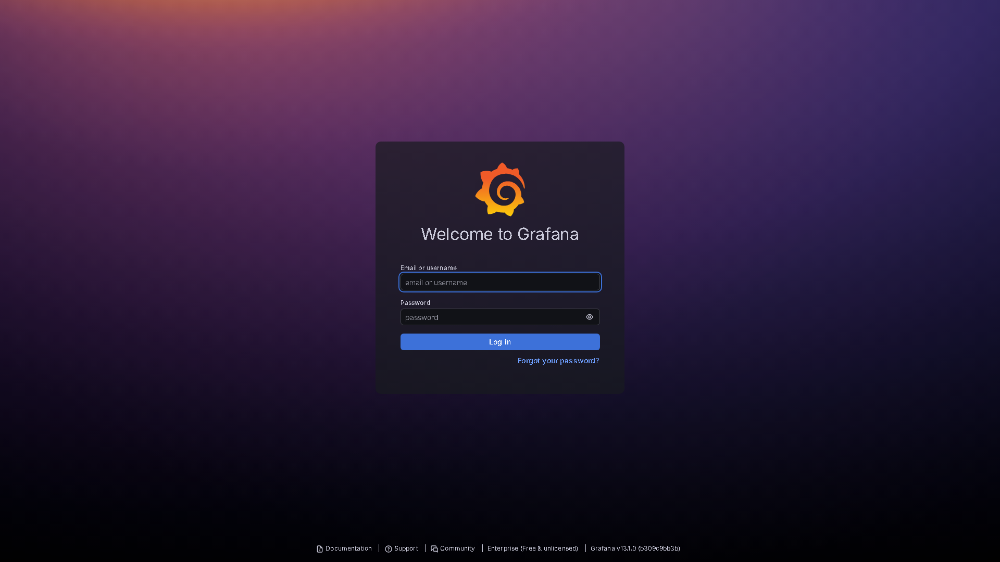 Welcome to Grafana
Email or username
email or username
Password
password
Log in
Forgot your password?
Documentation | Support | Community | Enterprise (Free & unlicensed) | Grafana v13.1.0 (b309c9bb3b)